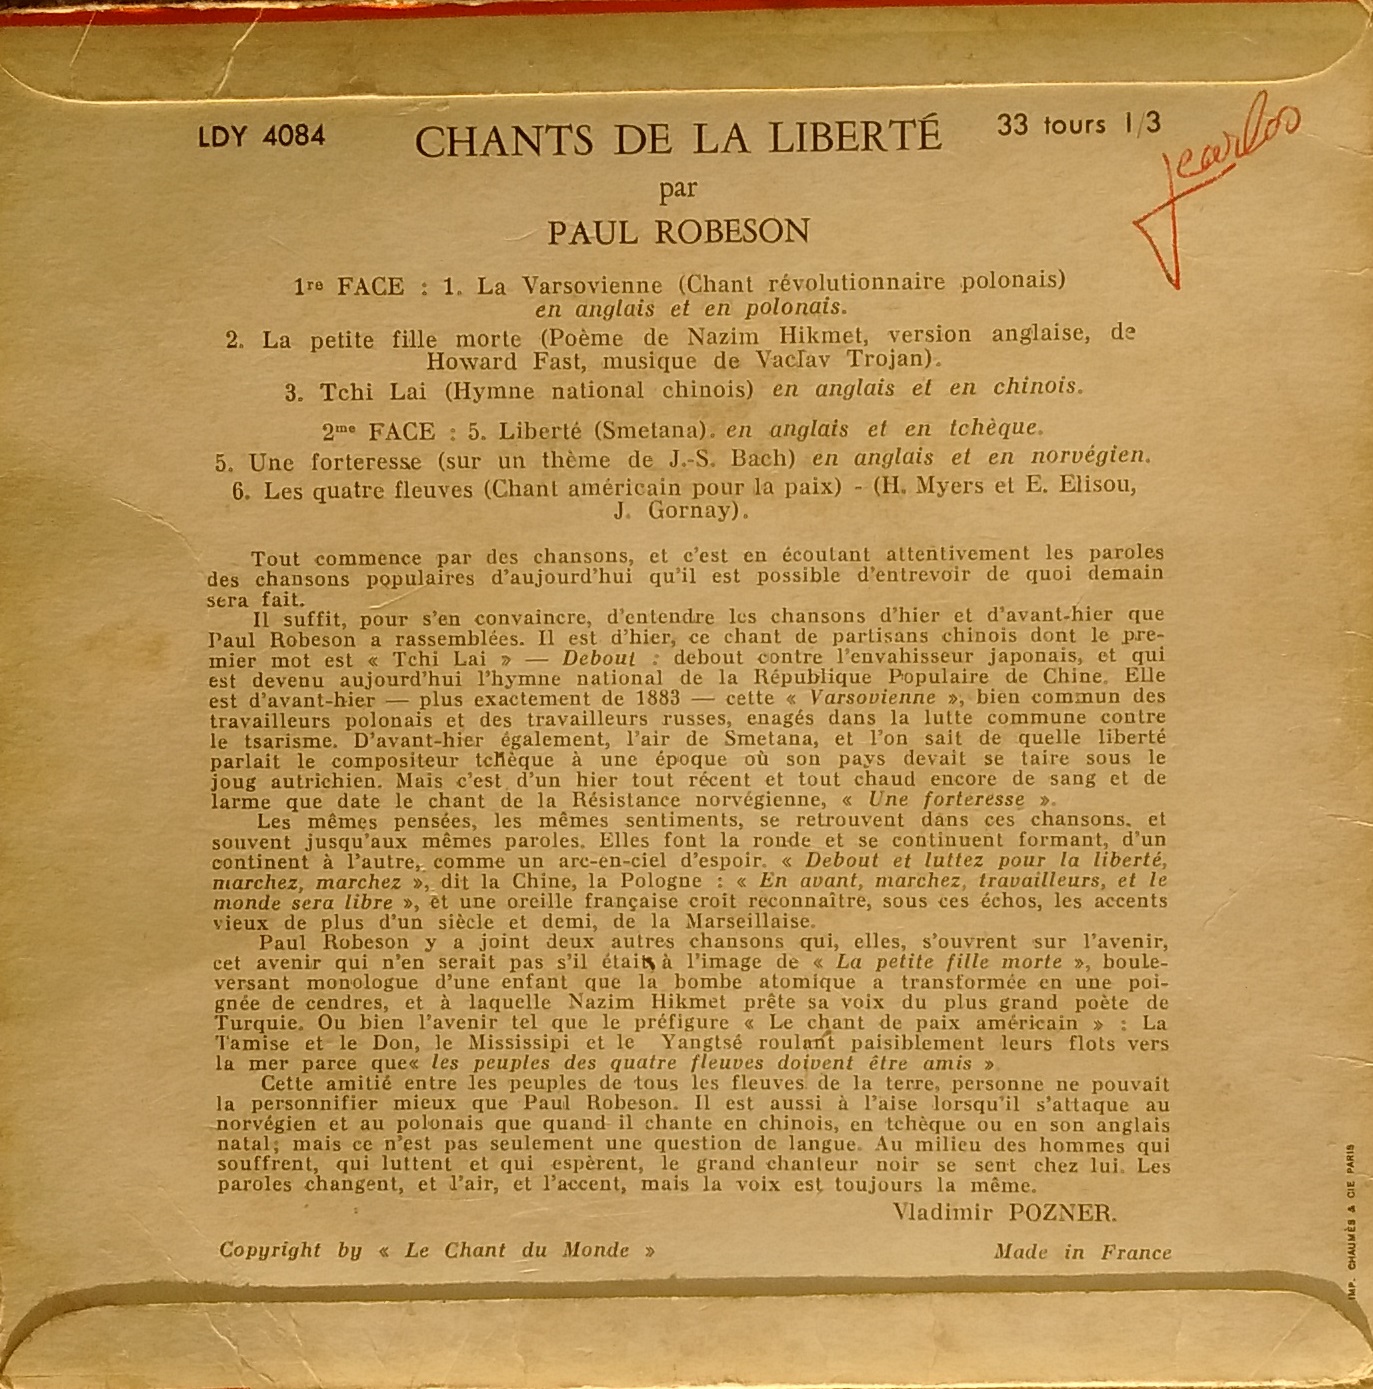 LDY 4084 CHANTS DE LA LIBERTÉ 33 tours 1/3
par
PAUL ROBESON
1re FACE : 1. La Varsovienne (Chant révolutionnaire polonais)
en anglais et en polonais.
2. La petite fille morte (Poème de Nazim Hikmet, version anglaise, de
Howard Fast, musique de Vaclav Trojan).
3. Tchi Lai (Hymne national chinois) en anglais et en chinois.
2me FACE : 5. Liberté (Smetana). en anglais et en tchèque.
5. Une forteresse (sur un thème de J.-S. Bach) en anglais et en norvégien.
6. Les quatre fleuves (Chant américain pour la paix) - (H. Myers et E. Elisou,
J. Gornay).
Tout commence par des chansons, et c'est en écoutant attentivement les paroles
des chansons populaires d'aujourd'hui qu'il est possible d'entrevoir de quoi demain
sera fait.
Il suffit, pour s'en convaincre, d'entendre les chansons d'hier et d'avant-hier que
Paul Robeson a rassemblées. Il est d'hier, ce chant de partisans chinois dont le pre-
mier mot est « Tchi Lai » — Debout : debout contre l'envahisseur japonais, et qui
est devenu aujourd'hui l'hymne national de la République Populaire de Chine. Elle
est d'avant-hier — plus exactement de 1883 — cette « Varsovienne », bien commun des
travailleurs polonais et des travailleurs russes, enagés dans la lutte commune contre
le tsarisme. D'avant-hier également, l'air de Smetana, et l'on sait de quelle liberté
parlait le compositeur tchèque à une époque où son pays devait se taire sous le
joug autrichien. Mais c'est d'un hier tout récent et tout chaud encore de sang et de
larme que date le chant de la Résistance norvégienne, « Une forteresse ».
Les mêmes pensées, les mêmes sentiments, se retrouvent dans ces chansons, et
souvent jusqu'aux mêmes paroles. Elles font la ronde et se continuent formant, d'un
continent à l'autre, comme un arc-en-ciel d'espoir. « Debout et luttez pour la liberté,
marchez, marchez », dit la Chine, la Pologne : « En avant, marchez, travailleurs, et le
monde sera libre », et une oreille française croit reconnaître, sous ces échos, les accents
vieux de plus d'un siècle et demi, de la Marseillaise.
Paul Robeson y a joint deux autres chansons qui, elles, s'ouvrent sur l'avenir,
cet avenir qui n'en serait pas s'il était à l'image de « La petite fille morte », boule-
versant monologue d'une enfant que la bombe atomique a transformée en une poi-
gnée de cendres, et à laquelle Nazim Hikmet prête sa voix du plus grand poète de
Turquie. Ou bien l'avenir tel que le préfigure « Le chant de paix américain » : La
Tamise et le Don, le Mississipi et le Yangtsé roulant paisiblement leurs flots vers
la mer parce que« les peuples des quatre fleuves doivent être amis »
Cette amitié entre les peuples de tous les fleuves de la terre, personne ne pouvait
la personnifier mieux que Paul Robeson. Il est aussi à l'aise lorsqu'il s'attaque au
norvégien et au polonais que quand il chante en chinois, en tchèque ou en son anglais
natal; mais ce n'est pas seulement une question de langue. Au milieu des hommes qui
souffrent, qui luttent et qui espèrent, le grand chanteur noir se sent chez lui. Les
paroles changent, et l'air, et l'accent, mais la voix est toujours la même.
Vladimir POZNER.
Copyright by « Le Chant du Monde » Made in France
IMP. CHAUMÈS & CIE PARIS